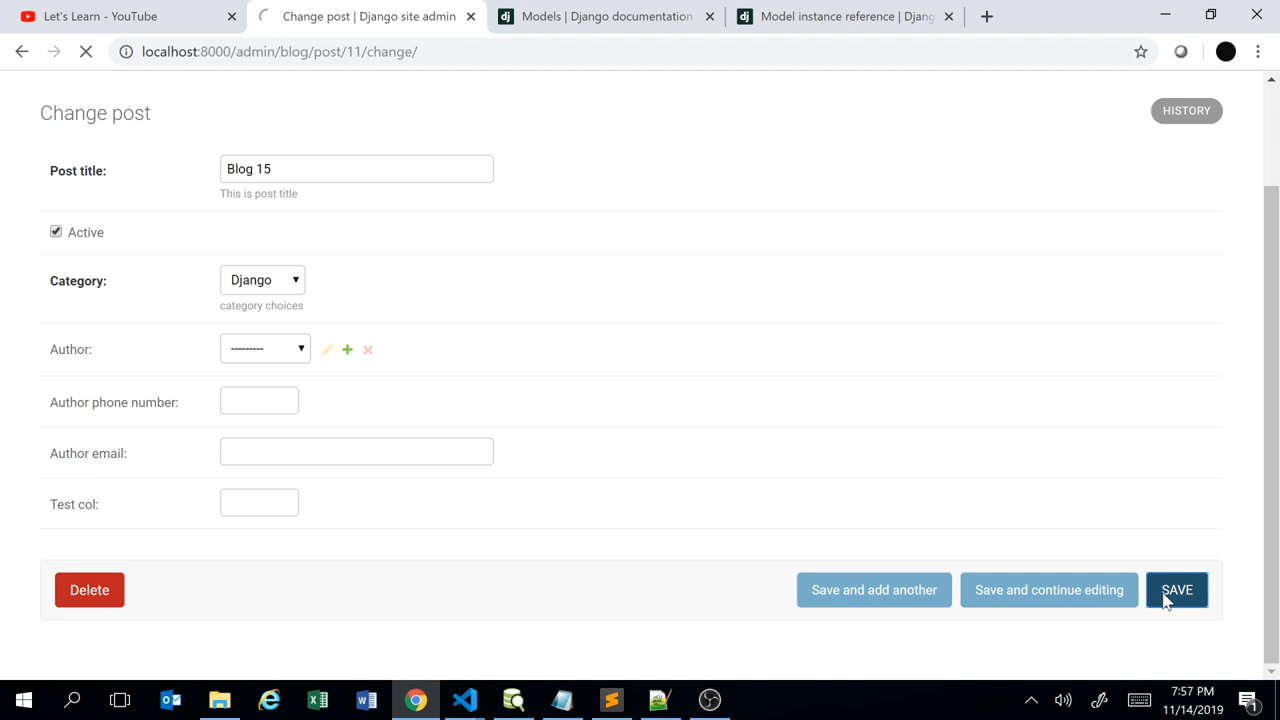 Let's Learn - YouTube
Change post | Django site admin
Models | Django documentation
Model instance reference | Djang
localhost:8000/admin/blog/post/11/change/
Change post
HISTORY
Post title:
Blog 15
This is post title
Active
Category:
Django
category choices
Author:
---------
Author phone number:
Author email:
Test col:
Delete
Save and add another
Save and continue editing
SAVE
7:57 PM
11/14/2019
1